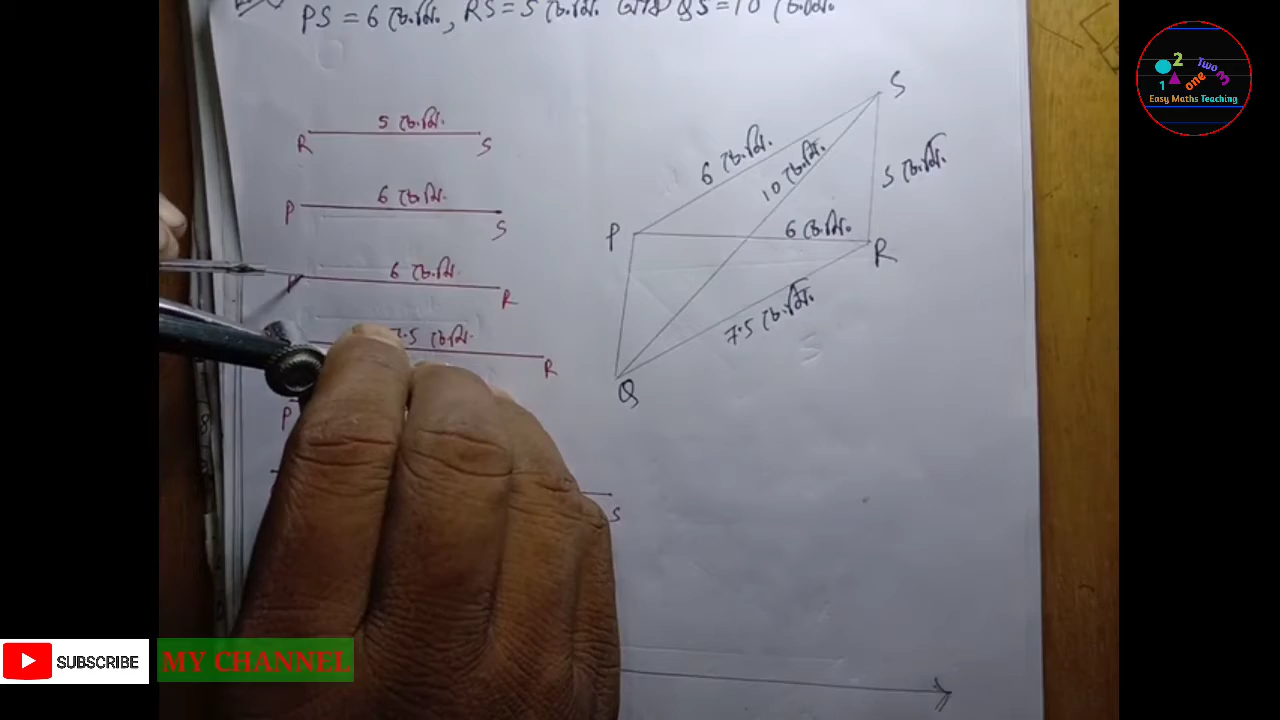 PS = 6 চে.মি., RS = 5 চে.মি. আৰু QS = 10 চে.মি.
5 চে.মি.
R S
6 চে.মি.
P S
6 চে.মি.
P R
7.5 চে.মি.
R
P
S
S
6 চে.মি.
10 চে.মি.
5 চে.মি.
P
6 চে.মি.
R
7.5 চে.মি.
Q
1 2 one Two 3
Easy Maths Teaching
SUBSCRIBE
MY CHANNEL